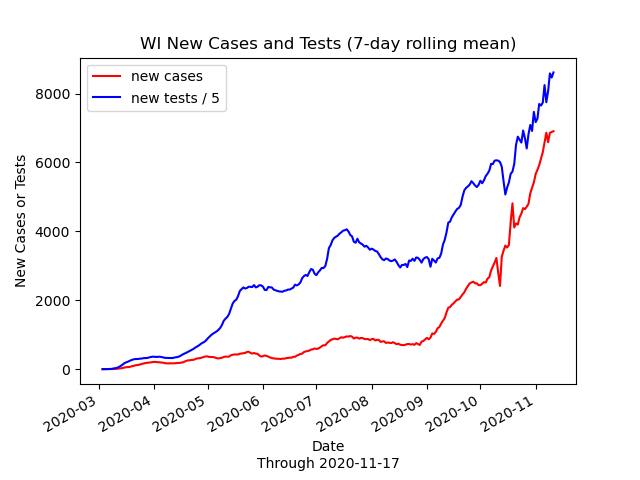 WI New Cases and Tests (7-day rolling mean)
new cases
new tests / 5
New Cases or Tests
8000
6000
4000
2000
0
2020-03
2020-04
2020-05
2020-06
2020-07
2020-08
2020-09
2020-10
2020-11
Date
Through 2020-11-17